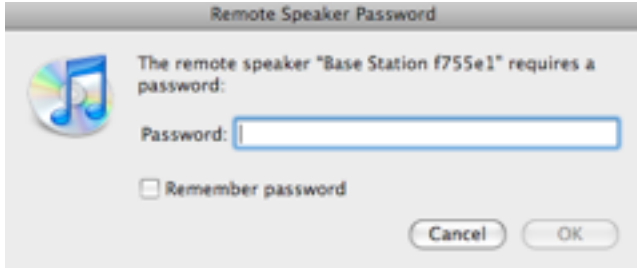 Remote Speaker Password
The remote speaker "Base Station f755e1" requires a
password:
Password:
Remember password
Cancel OK